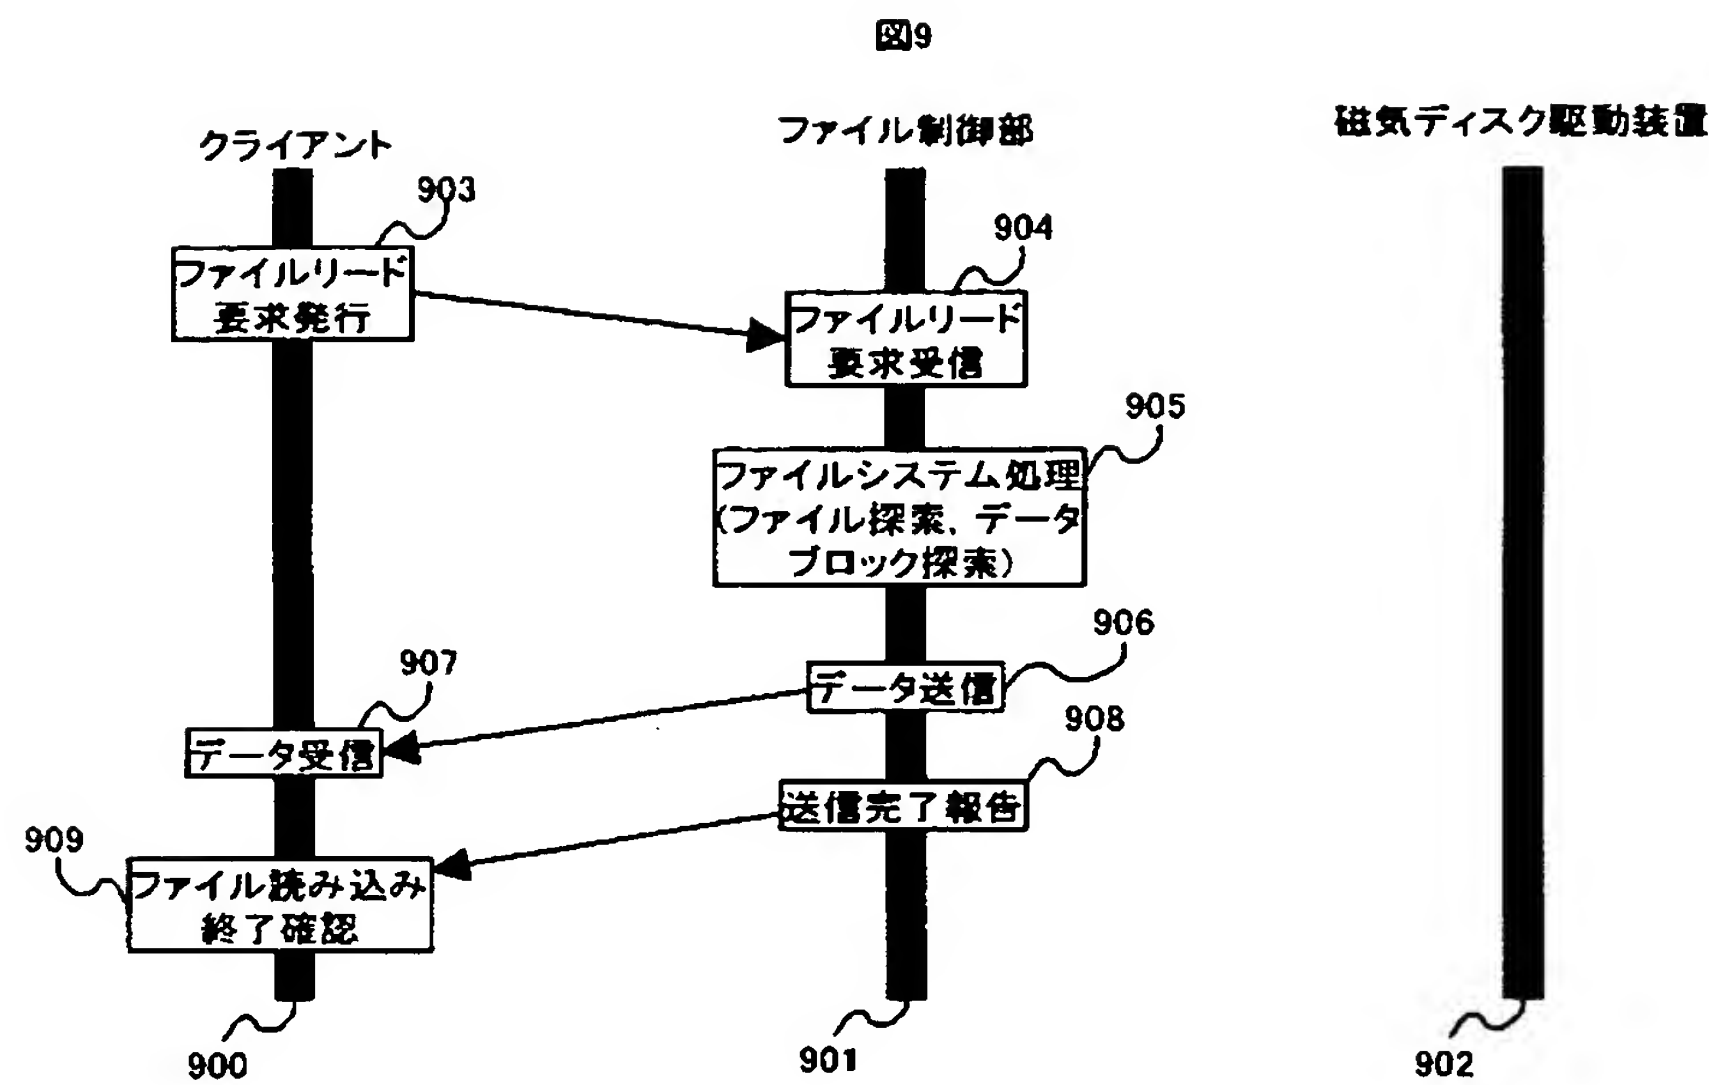 図9
クライアント
ファイル制御部
磁気ディスク駆動装置
903
904
ファイルリード
要求発行
ファイルリード
要求受信
905
ファイルシステム処理
(ファイル探索、データ
ブロック探索)
906
907
データ送信
908
データ受信
送信完了報告
909
ファイル読み込み
終了確認
900
901
902